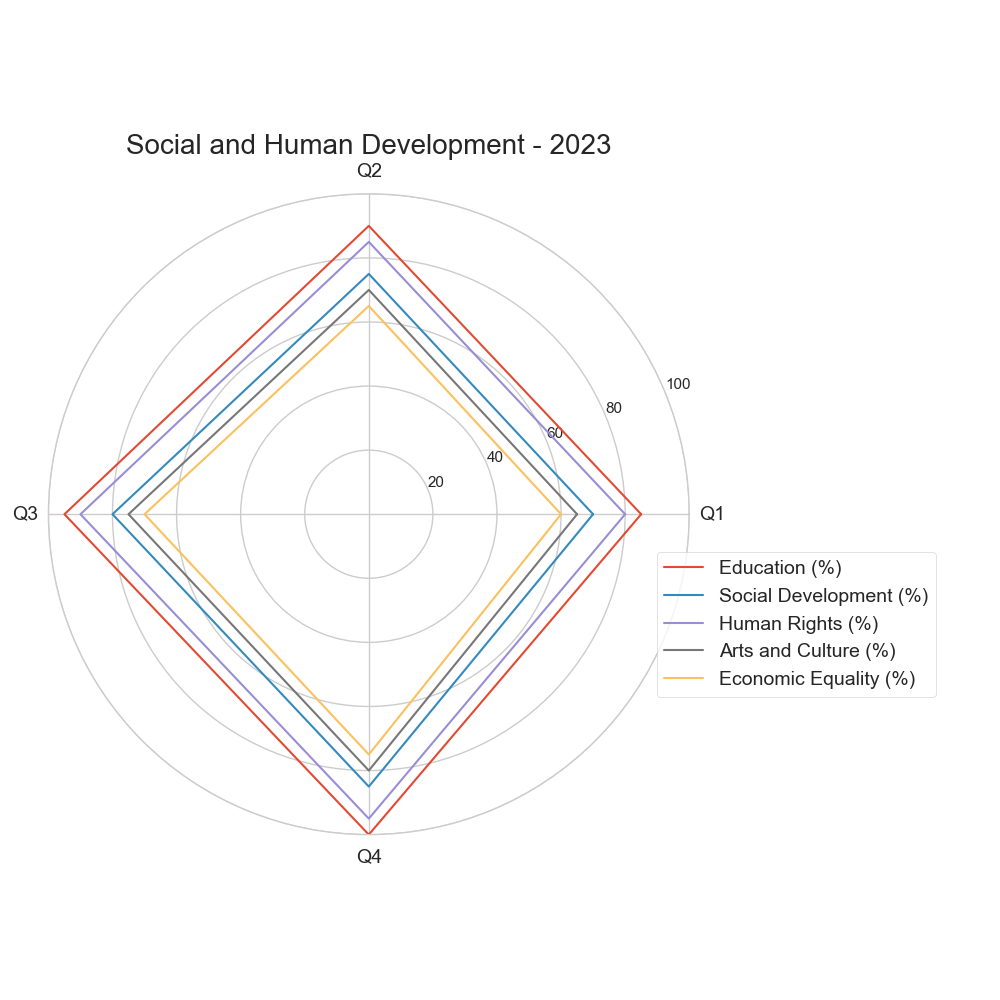 Social and Human Development - 2023
Q2
100
80
60
40
20
Q3
Q1
Education (%)
Social Development (%)
Human Rights (%)
Arts and Culture (%)
Economic Equality (%)
Q4